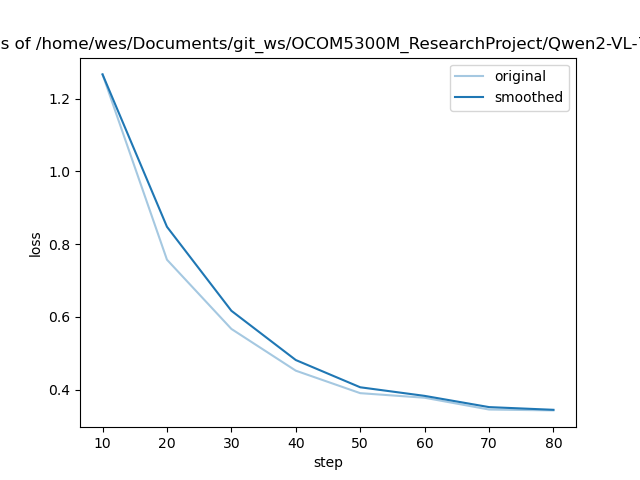 s of /home/wes/Documents/git_ws/OCOM5300M_ResearchProject/Qwen2-VL-
original
smoothed
1.2
1.0
0.8
0.6
0.4
loss
10 20 30 40 50 60 70 80
step